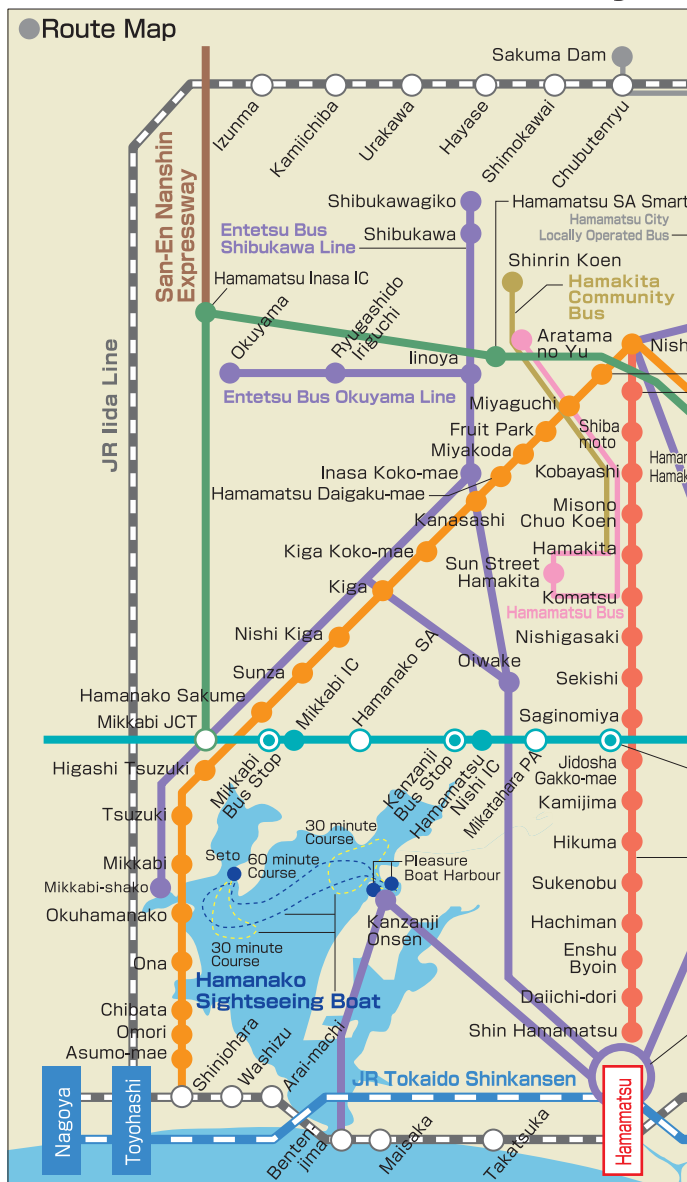 Route Map
Sakuma Dam
Izunma
Kamiichiba
Urakawa
Hayase
Shimokawai
Chubutenryu
San-En Nanshin
Expressway
Shibukawagiko
Hamamatsu SA Smart
Entetsu Bus
Shibukawa Line
Shibukawa
Hamamatsu City
Locally Operated Bus
Shinrin Koen
Hamamatsu Inasa IC
Hamakita
Community
Bus
Okuyama
Ryugashido
Iriguchi
Iinoya
Aratama
no Yu
Nish
JR Iida Line
Entetsu Bus Okuyama Line
Miyaguchi
Fruit Park
Shiba
moto
Miyakoda
Hamam
Hamak
Inasa Koko-mae
Kobayashi
Hamamatsu Daigaku-mae
Kanasashi
Misono
Chuo Koen
Kiga Koko-mae
Hamakita
Sun Street
Hamakita
Kiga
Komatsu
Hamamatsu Bus
Nishi Kiga
Nishigasaki
Sunza
Mikkabi IC
Hamanako SA
Oiwake
Sekishi
Hamanako Sakume
Mikkabi JCT
Saginomiya
Higashi Tsuzuki
Mikkabi
Bus Stop
Kanzanji
Bus Stop
Hamamatsu
Nishi IC
Mikatahara PA
Jidosha
Gakko-mae
Tsuzuki
Kamijima
30 minute
Course
Hikuma
Mikkabi
Seto
60 minute
Course
Pleasure
Boat Harbour
Mikkabi-shako
Sukenobu
Okuhamanako
Kanzanji
Onsen
Hachiman
30 minute
Course
Ona
Hamanako
Sightseeing Boat
Enshu
Byoin
Chibata
Daiichi-dori
Omori
Shin Hamamatsu
Asumo-mae
Shinjohara
Washizu
Arai-machi
JR Tokaido Shinkansen
Nagoya
Toyohashi
Benten
jima
Maisaka
Takatsuka
Hamamatsu